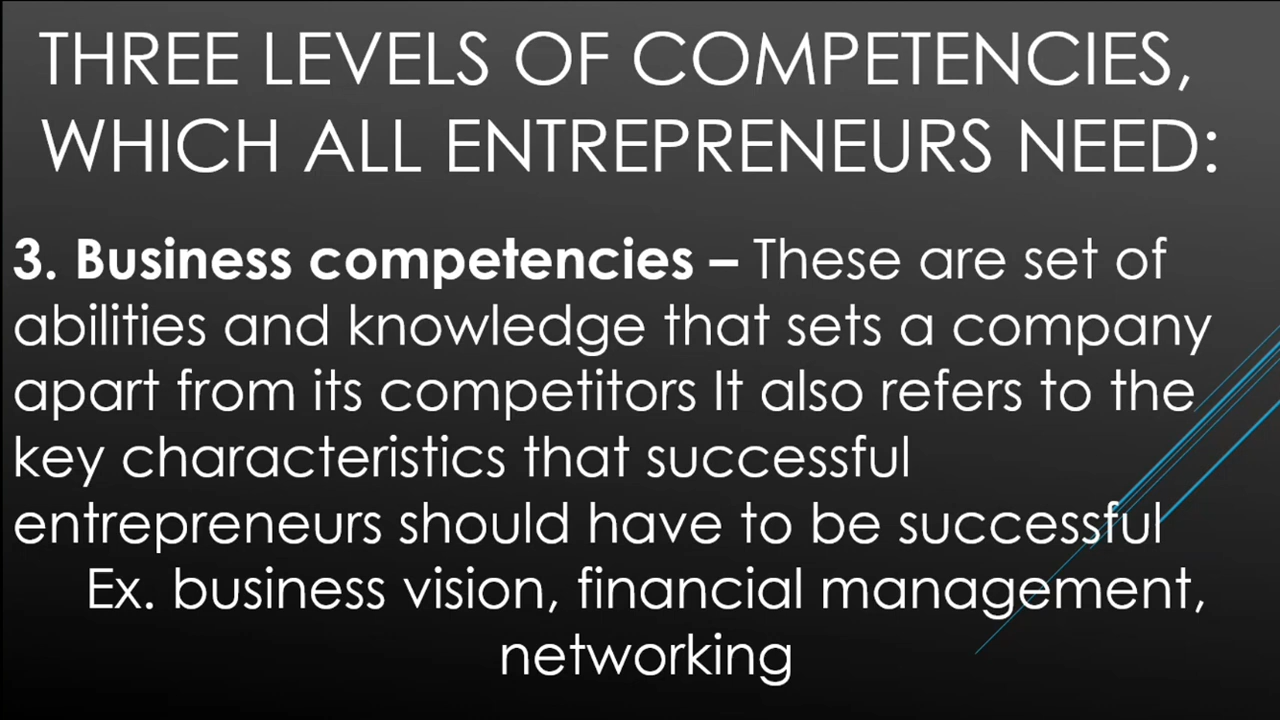 THREE LEVELS OF COMPETENCIES,
WHICH ALL ENTREPRENEURS NEED:
3. Business competencies – These are set of
abilities and knowledge that sets a company
apart from its competitors It also refers to the
key characteristics that successful
entrepreneurs should have to be successful
Ex. business vision, financial management,
networking